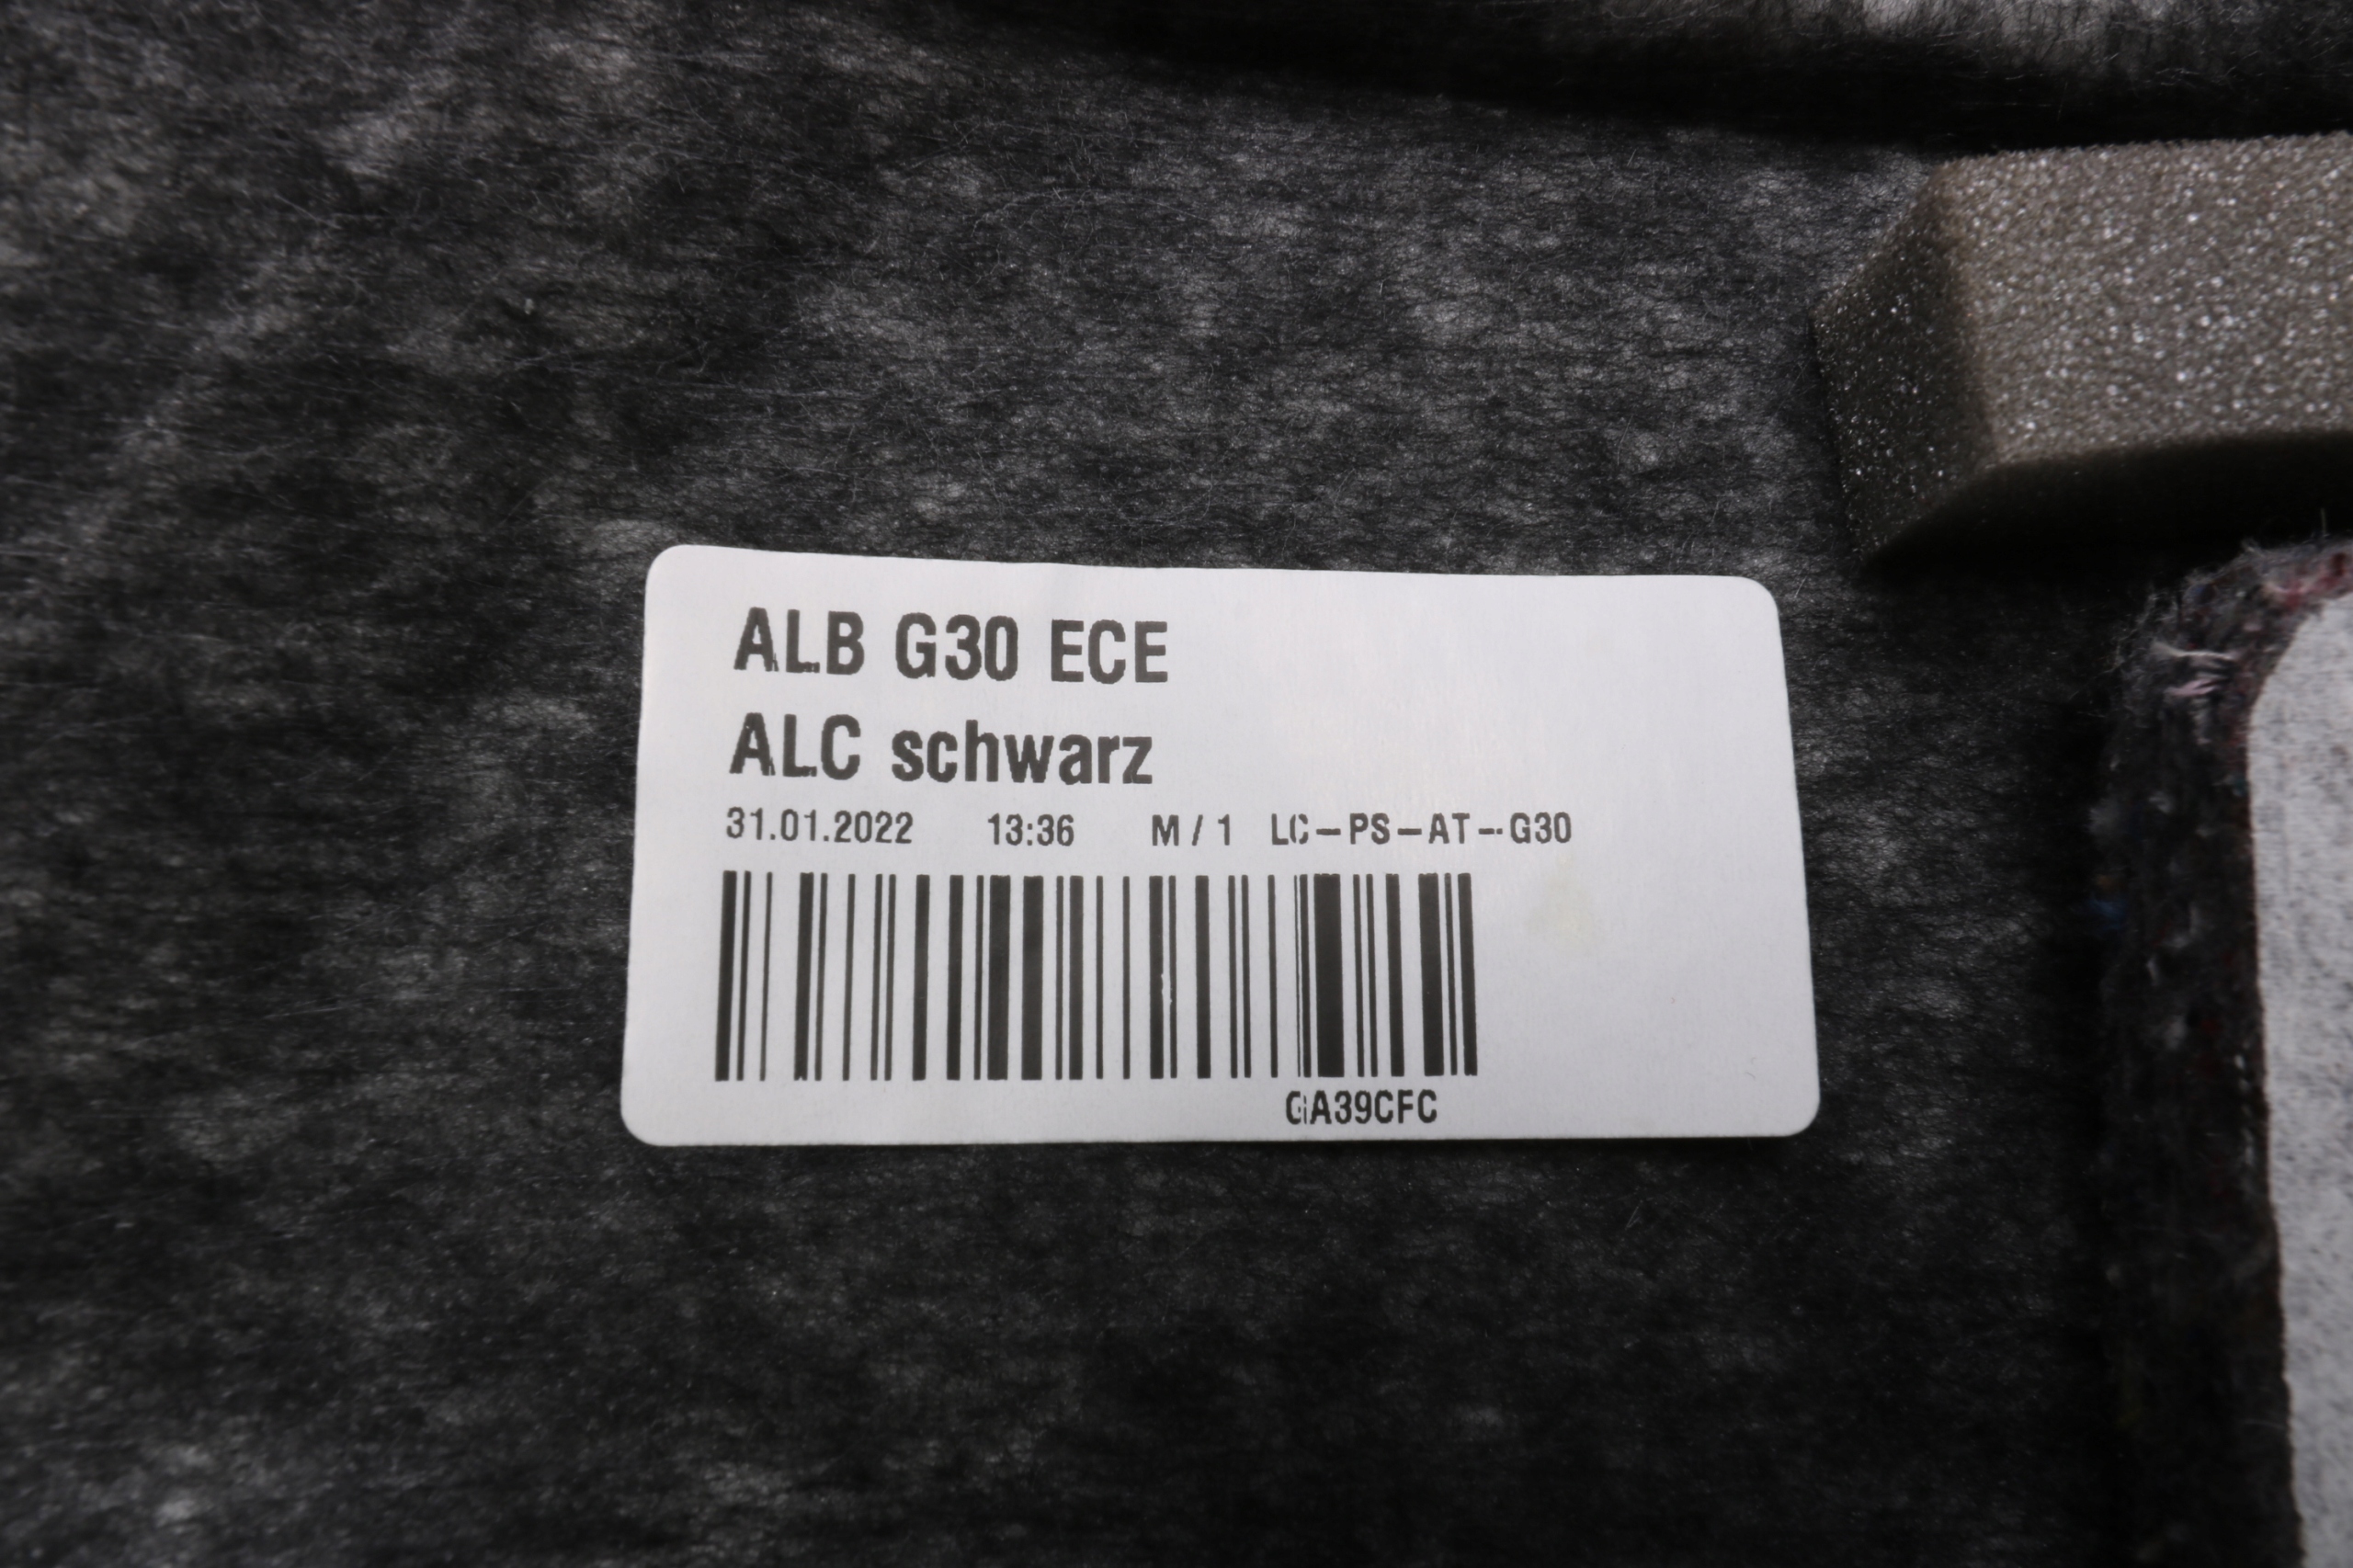 ALB G30 ECE
ALC schwarz
31.01.2022 13:36 M / 1 LC-PS-AT-G30
GA39CFC